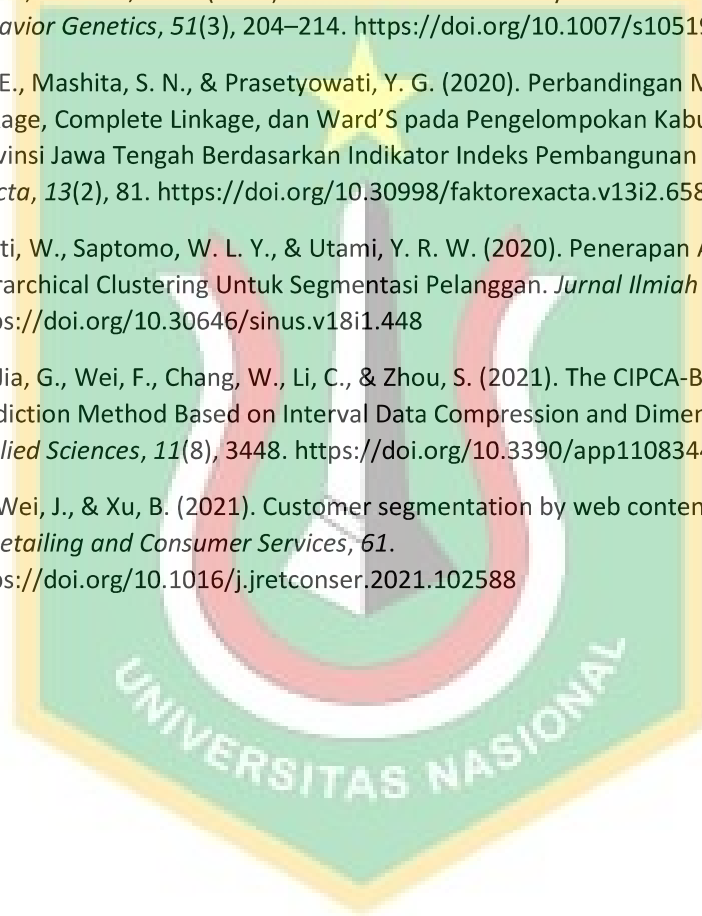 avior Genetics, 51(3), 204–214. https://doi.org/10.1007/s1051
E., Mashita, S. N., & Prasetyowati, Y. G. (2020). Perbandingan M
age, Complete Linkage, dan Ward’S pada Pengelompokan Kabu
vinsi Jawa Tengah Berdasarkan Indikator Indeks Pembangunan
cta, 13(2), 81. https://doi.org/10.30998/faktorexacta.v13i2.658
ti, W., Saptomo, W. L. Y., & Utami, Y. R. W. (2020). Penerapan A
rarchical Clustering Untuk Segmentasi Pelanggan. Jurnal Ilmiah
ps://doi.org/10.30646/sinus.v18i1.448
Jia, G., Wei, F., Chang, W., Li, C., & Zhou, S. (2021). The CIPCA-B
diction Method Based on Interval Data Compression and Dimen
lied Sciences, 11(8), 3448. https://doi.org/10.3390/app1108344
Wei, J., & Xu, B. (2021). Customer segmentation by web conten
etailing and Consumer Services, 61.
ps://doi.org/10.1016/j.jretconser.2021.102588
UNIVERSITAS NASIONAL